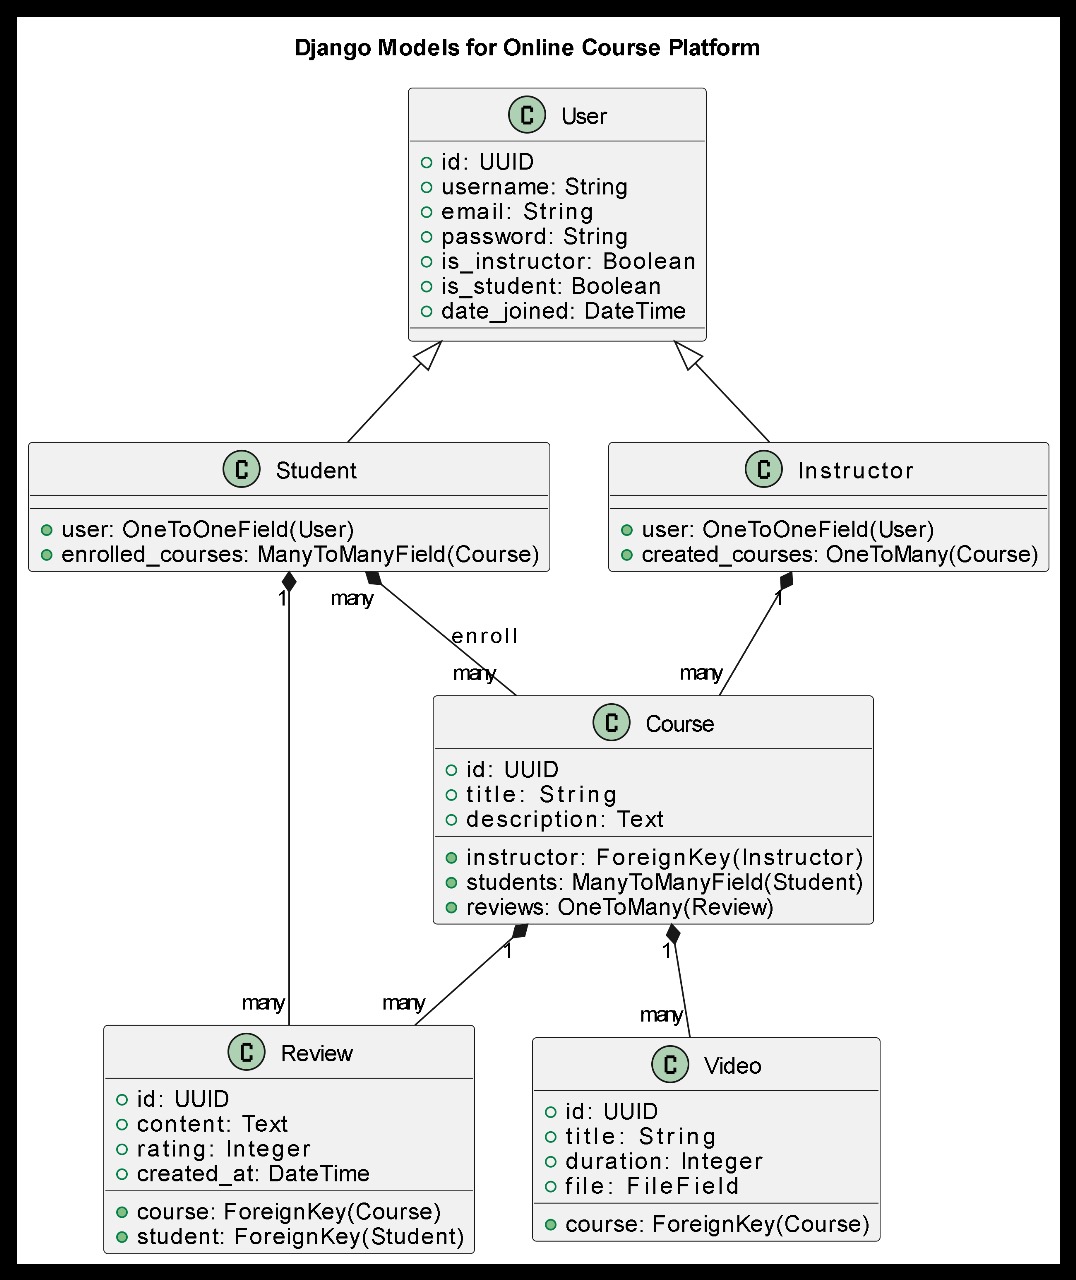 Django Models for Online Course Platform
C User
id: UUID
username: String
email: String
password: String
is_instructor: Boolean
is_student: Boolean
date_joined: DateTime
C Student
user: OneToOneField(User)
enrolled_courses: ManyToManyField(Course)
C Instructor
user: OneToOneField(User)
created_courses: OneToMany(Course)
1
many
1
enroll
many
many
C Course
id: UUID
title: String
description: Text
instructor: ForeignKey(Instructor)
students: ManyToManyField(Student)
reviews: OneToMany(Review)
1
1
many
many
many
C Review
id: UUID
content: Text
rating: Integer
created_at: DateTime
course: ForeignKey(Course)
student: ForeignKey(Student)
C Video
id: UUID
title: String
duration: Integer
file: FileField
course: ForeignKey(Course)